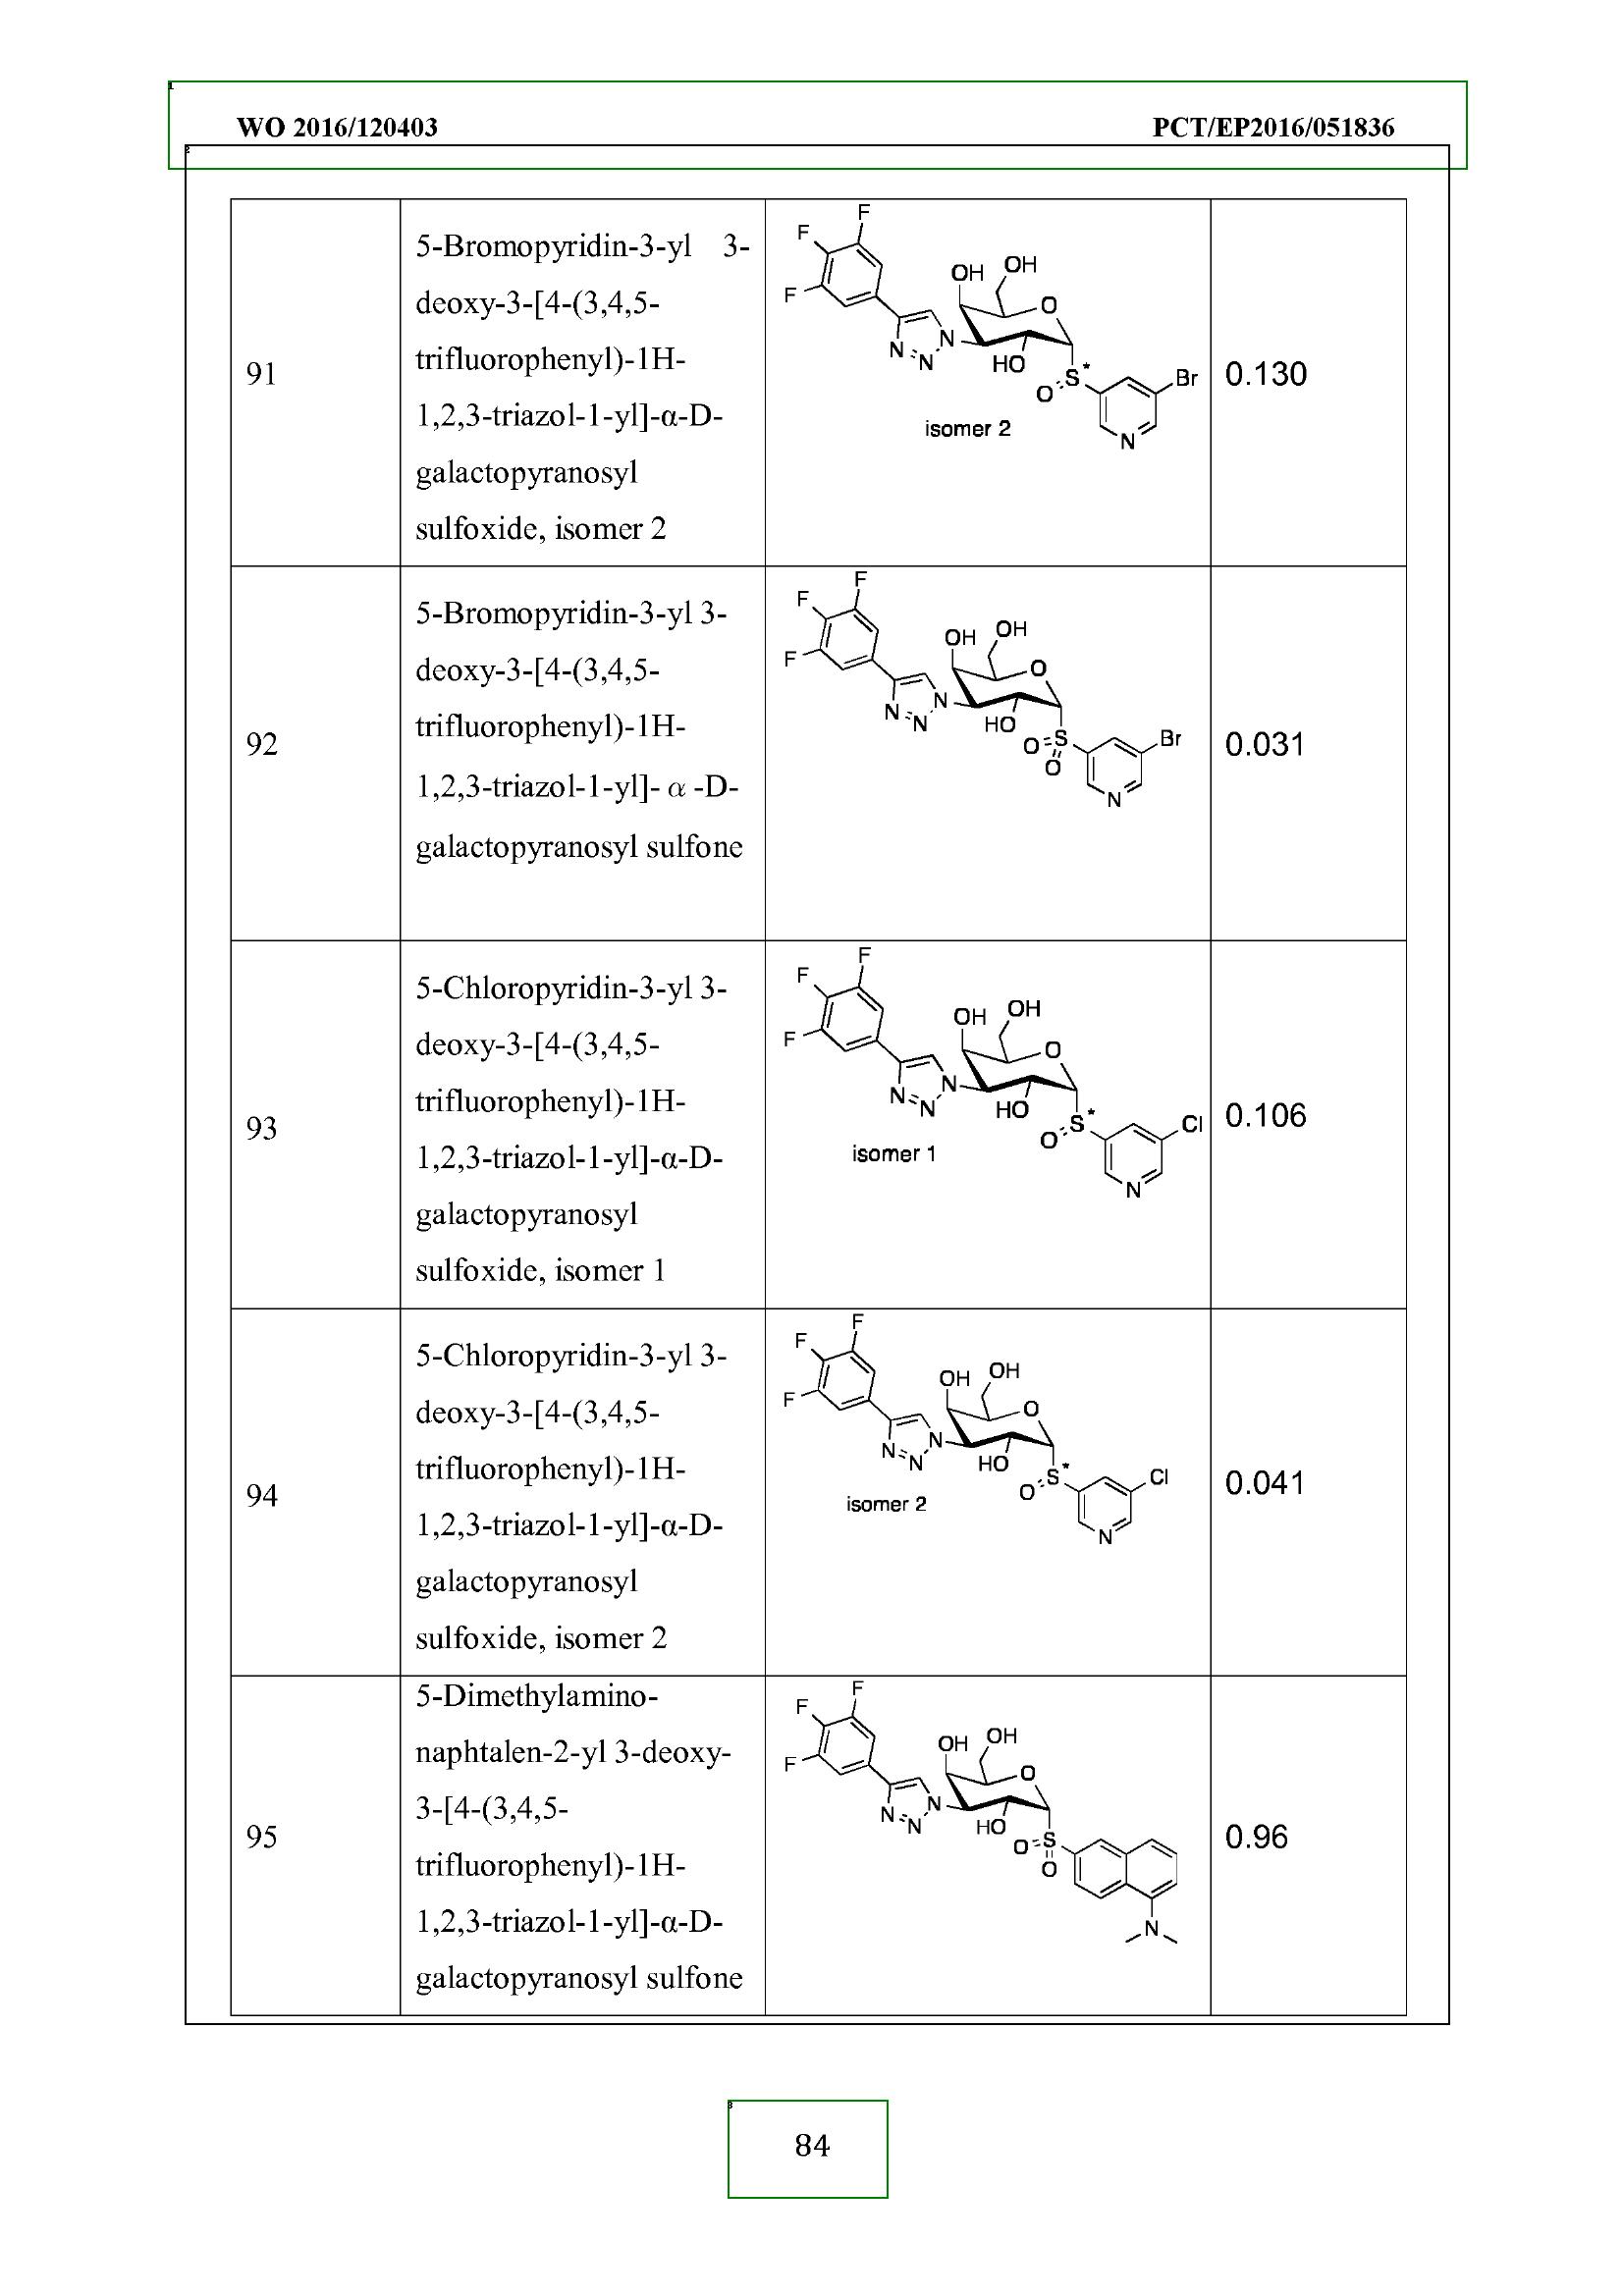 WO 2016/120403 PCT/EP2016/051836
91
5-Bromopyridin-3-yl 3-
deoxy-3-[4-(3,4,5-
trifluorophenyl)-1H-
1,2,3-triazol-1-yl]-α-D-
galactopyranosyl
sulfoxide, isomer 2
F
F
F
OH
OH
O
N
N
N
HO
S*
O
Br
N
isomer 2
0.130
92
5-Bromopyridin-3-yl 3-
deoxy-3-[4-(3,4,5-
trifluorophenyl)-1H-
1,2,3-triazol-1-yl]- α -D-
galactopyranosyl sulfone
F
F
F
OH
OH
O
N
N
N
HO
O
S
O
Br
N
0.031
93
5-Chloropyridin-3-yl 3-
deoxy-3-[4-(3,4,5-
trifluorophenyl)-1H-
1,2,3-triazol-1-yl]-α-D-
galactopyranosyl
sulfoxide, isomer 1
F
F
F
OH
OH
O
N
N
N
HO
S*
O
Cl
N
isomer 1
0.106
94
5-Chloropyridin-3-yl 3-
deoxy-3-[4-(3,4,5-
trifluorophenyl)-1H-
1,2,3-triazol-1-yl]-α-D-
galactopyranosyl
sulfoxide, isomer 2
F
F
F
OH
OH
O
N
N
N
HO
S*
O
Cl
N
isomer 2
0.041
95
5-Dimethylamino-
naphtalen-2-yl 3-deoxy-
3-[4-(3,4,5-
trifluorophenyl)-1H-
1,2,3-triazol-1-yl]-α-D-
galactopyranosyl sulfone
F
F
F
OH
OH
O
N
N
N
HO
O
S
O
N
0.96
84